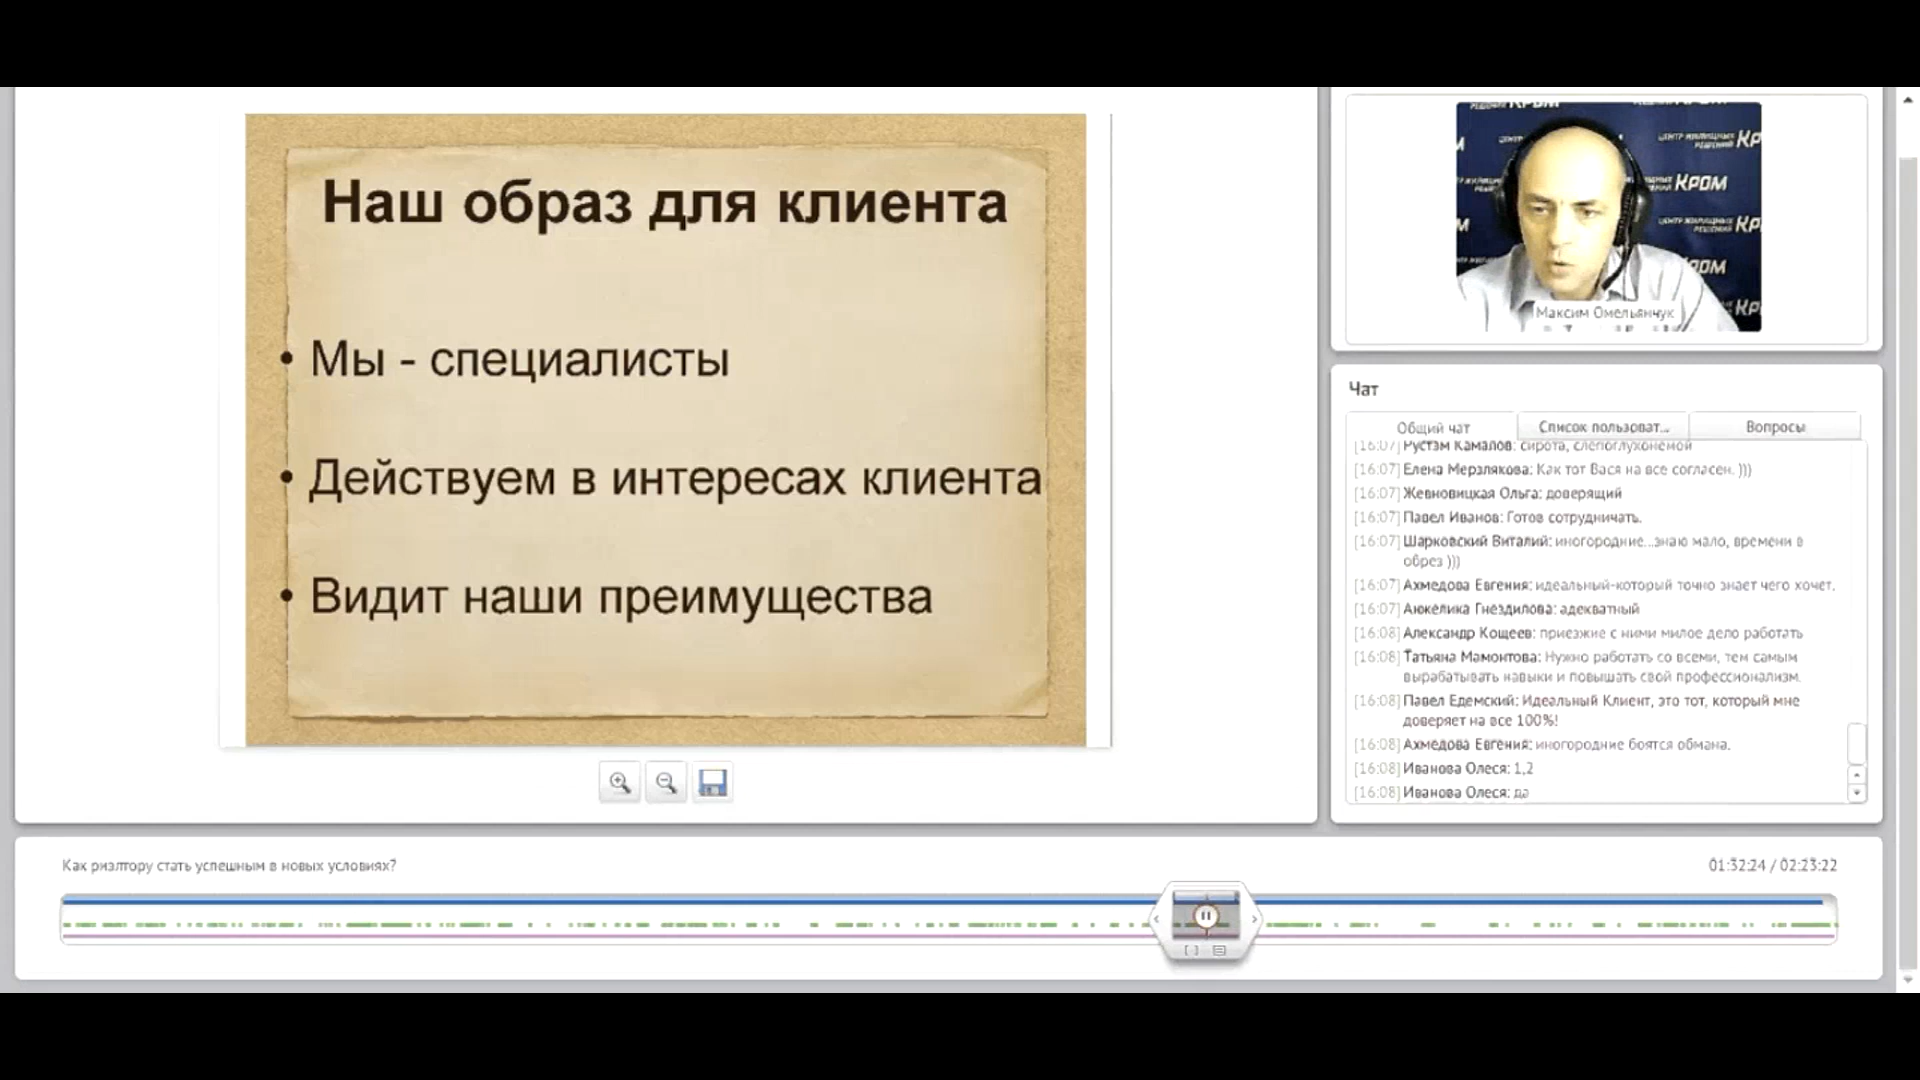 Наш образ для клиента
• Мы - специалисты
• Действуем в интересах клиента
• Видит наши преимущества
КРОМ
ЦЕНТР ЖИЛИЩНЫХ
РЕШЕНИЙ КРОМ
Максим Омельянчук
Чат
Общий чат
Список пользоват...
Вопросы
[16:07] Рустэм Камалов: сирота, слепоглухонемой
[16:07] Елена Мерзлякова: Как тот Вася на все согласен. )))
[16:07] Жевновицкая Ольга: доверящий
[16:07] Павел Иванов: Готов сотрудничать.
[16:07] Шарковский Виталий: иногородние...знаю мало, времени в
обрез )))
[16:07] Ахмедова Евгения: идеальный-который точно знает чего хочет.
[16:07] Анжелика Гнездилова: адекватный
[16:08] Александр Кощеев: приезжие с ними милое дело работать
[16:08] Татьяна Мамонтова: Нужно работать со всеми, тем самым
вырабатывать навыки и повышать свой профессионализм.
[16:08] Павел Едемский: Идеальный Клиент, это тот, который мне
доверяет на все 100%!
[16:08] Ахмедова Евгения: иногородние боятся обмана.
[16:08] Иванова Олеся: 1,2
[16:08] Иванова Олеся: да
Как риэлтору стать успешным в новых условиях?
01:32:24 / 02:23:22